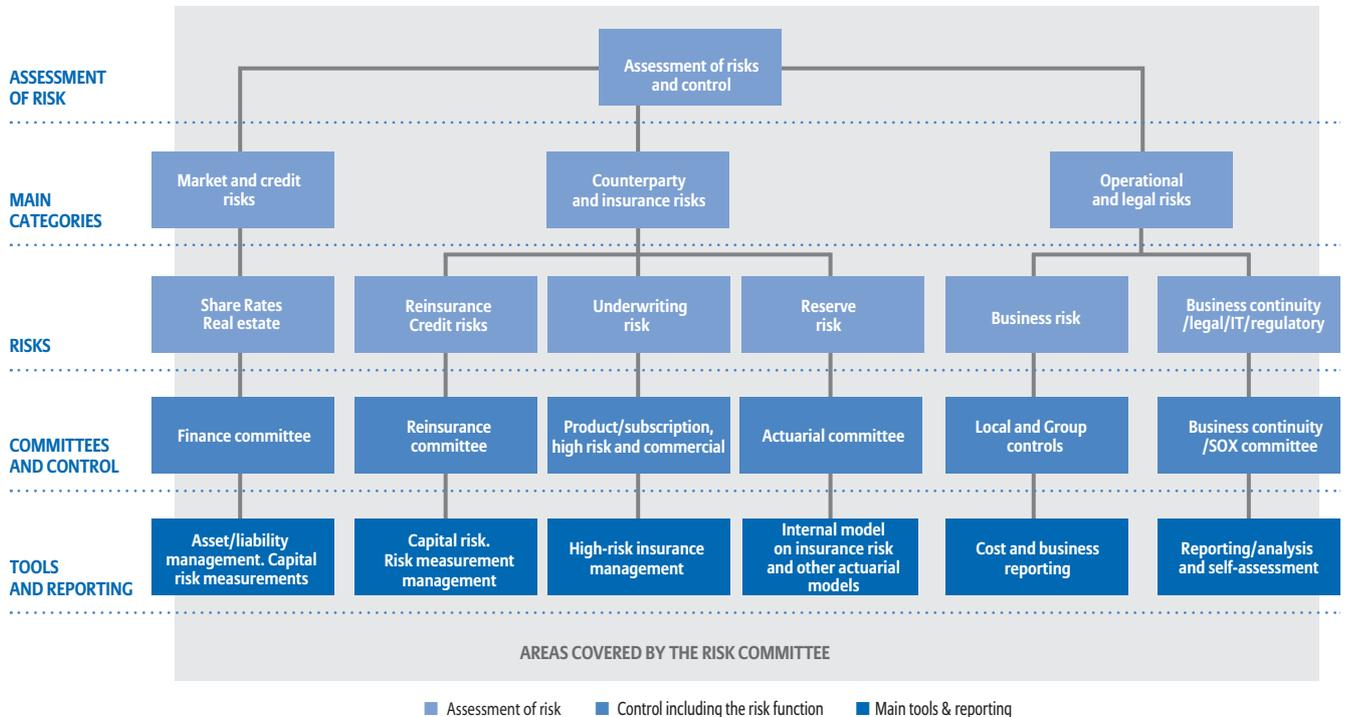 ASSESSMENT
OF RISK
Assessment of risks
and control
MAIN
CATEGORIES
Market and credit
risks
Counterparty
and insurance risks
Operational
and legal risks
RISKS
Share Rates
Real estate
Reinsurance
Credit risks
Underwriting
risk
Reserve
risk
Business risk
Business continuity
/legal/IT/regulatory
COMMITTEES
AND CONTROL
Finance committee
Reinsurance
committee
Product/subscription,
high risk and commercial
Actuarial committee
Local and Group
controls
Business continuity
/SOX committee
TOOLS
AND REPORTING
Asset/liability
management. Capital
risk measurements
Capital risk.
Risk measurement
management
High-risk insurance
management
Internal model
on insurance risk
and other actuarial
models
Cost and business
reporting
Reporting/analysis
and self-assessment
AREAS COVERED BY THE RISK COMMITTEE
Assessment of risk
Control including the risk function
Main tools & reporting